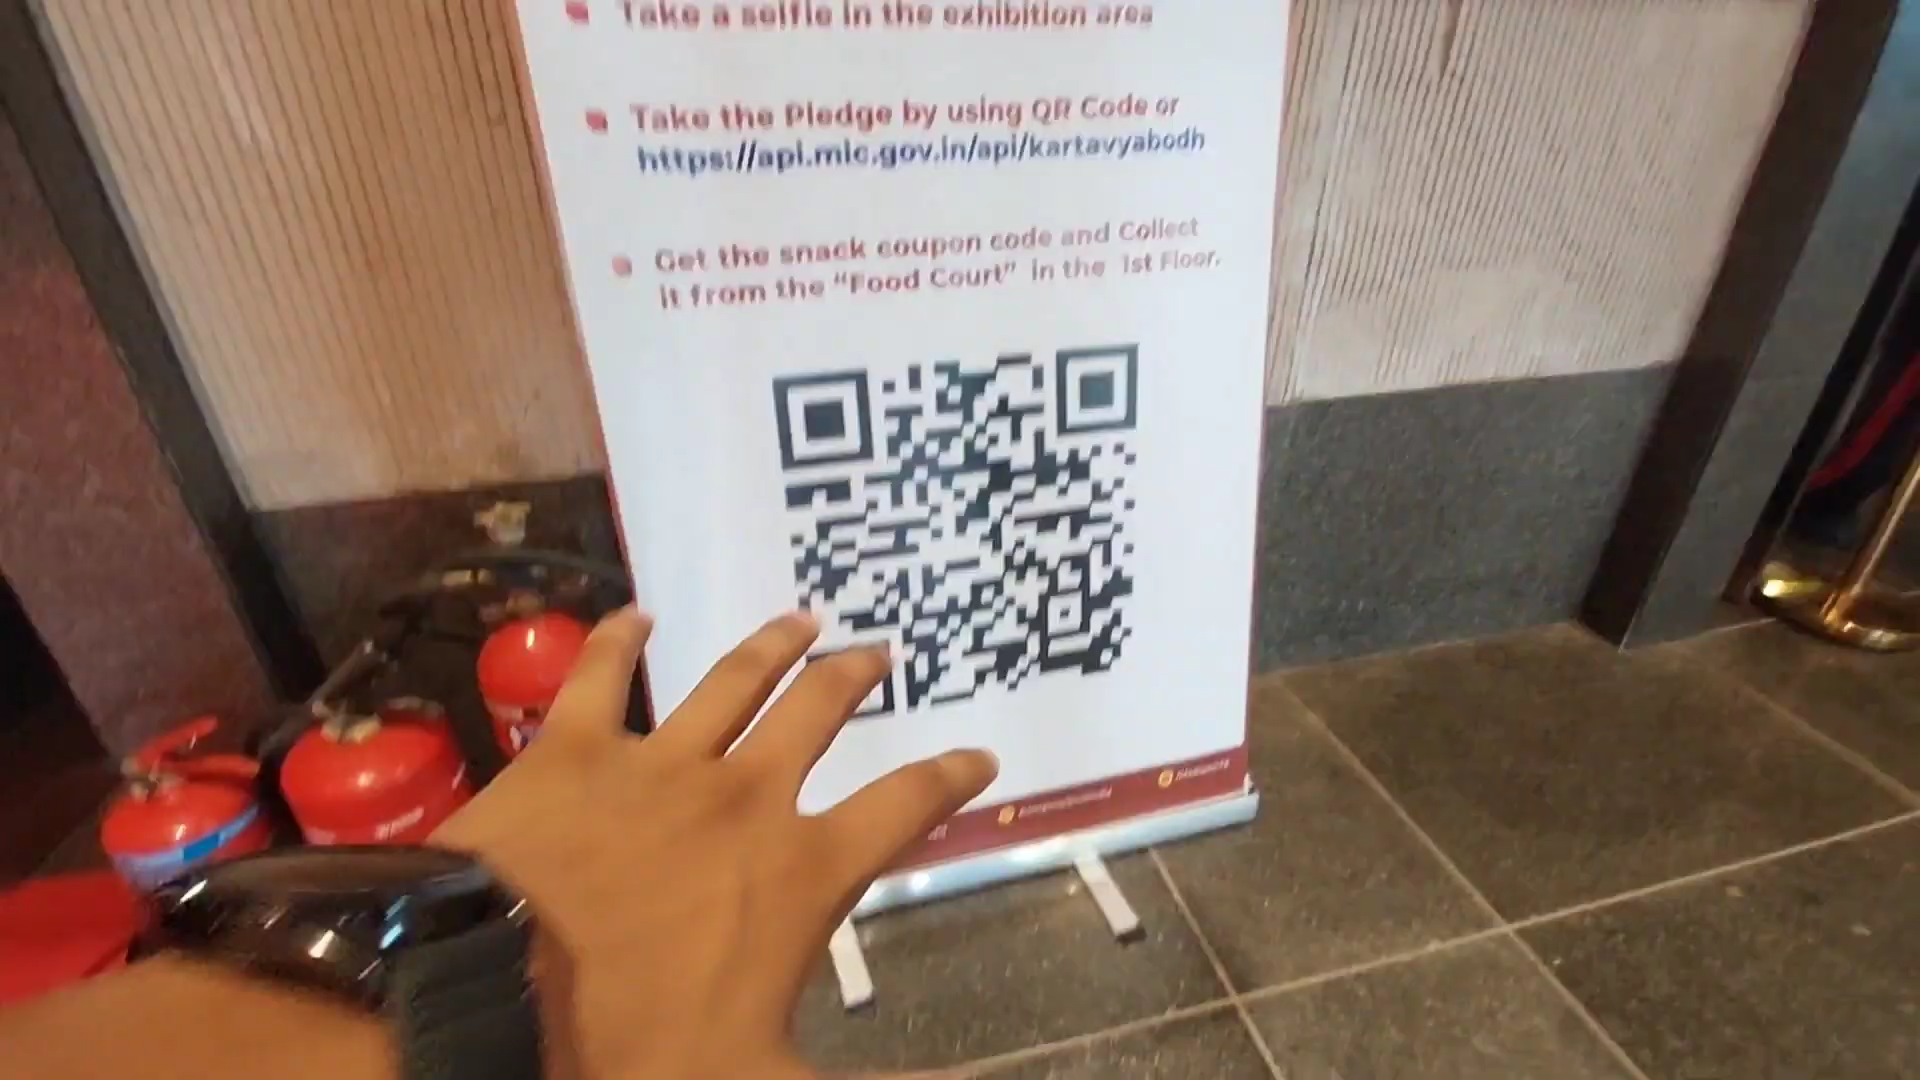 Take a selfie in the exhibition area
Take the Pledge by using QR Code or
https://api.mic.gov.in/api/kartavyabodh
Get the snack coupon code and Collect
it from the "Food Court" in the 1st Floor.